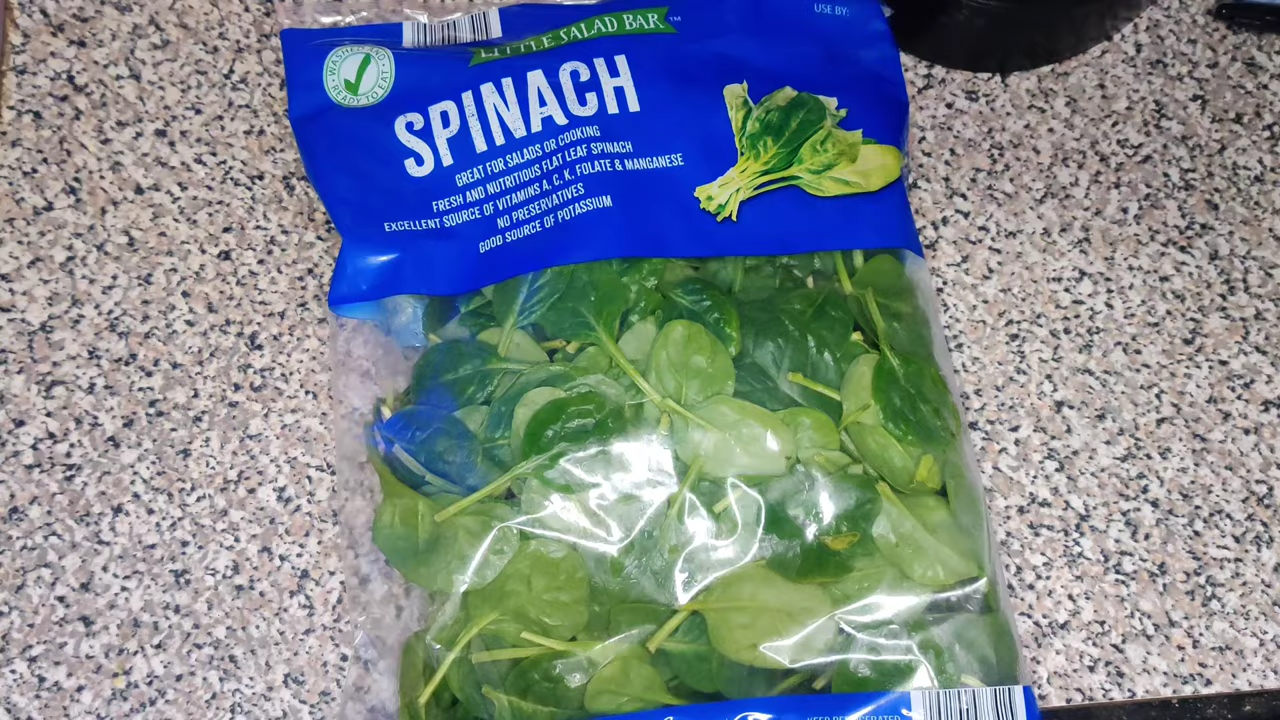 USE BY:
LITTLE SALAD BAR™
WASHED AND
READY TO EAT
SPINACH
GREAT FOR SALADS OR COOKING
FRESH AND NUTRITIOUS FLAT LEAF SPINACH
EXCELLENT SOURCE OF VITAMINS A, C, K, FOLATE & MANGANESE
NO PRESERVATIVES
GOOD SOURCE OF POTASSIUM
KEEP REFRIGERATED